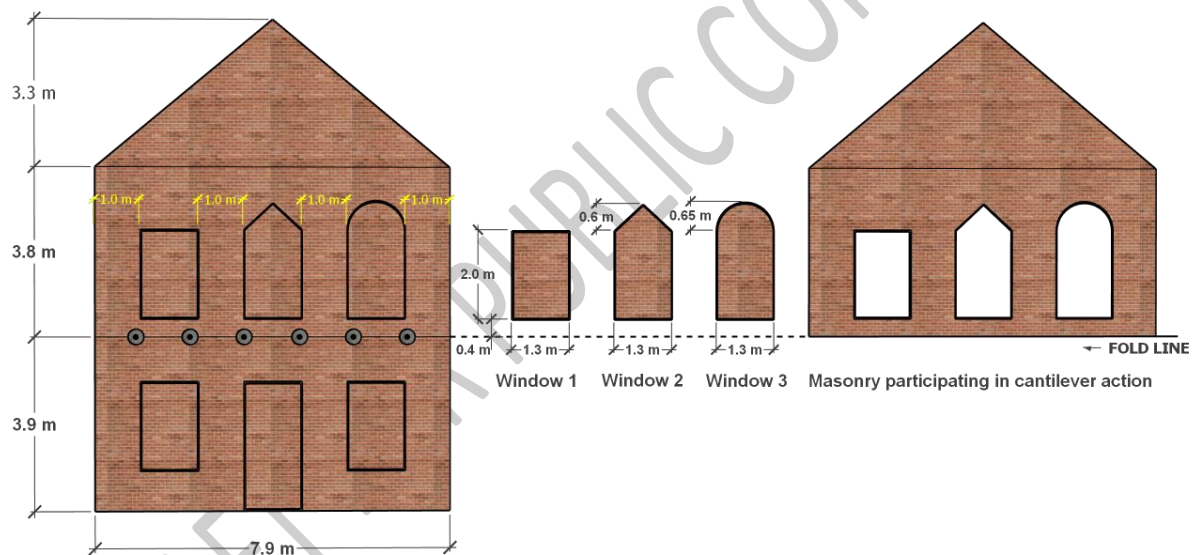 3.3 m
1.0 m
1.0 m
1.0 m
1.0 m
3.8 m
3.9 m
7.9 m
0.6 m
0.65 m
2.0 m
0.4 m
1.3 m
1.3 m
1.3 m
Window 1
Window 2
Window 3
FOLD LINE
Masonry participating in cantilever action
PUBLIC